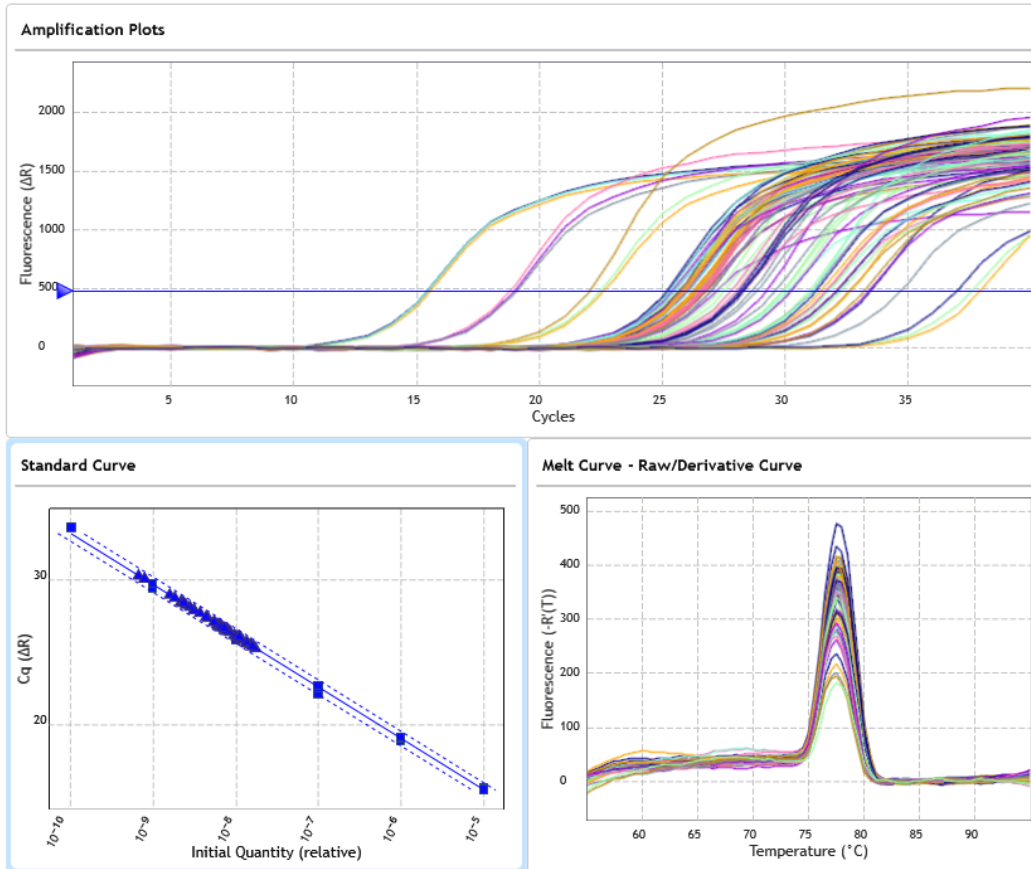 Amplification Plots
Fluorescence (ΔR)
2000
1500
1000
500
0
5 10 15 20 25 30 35
Cycles
Standard Curve
Cq (ΔR)
30
20
10^-10 10^-9 10^-8 10^-7 10^-6 10^-5
Initial Quantity (relative)
Melt Curve - Raw/Derivative Curve
Fluorescence (-R'(T))
500
400
300
200
100
0
60 65 70 75 80 85 90
Temperature (°C)